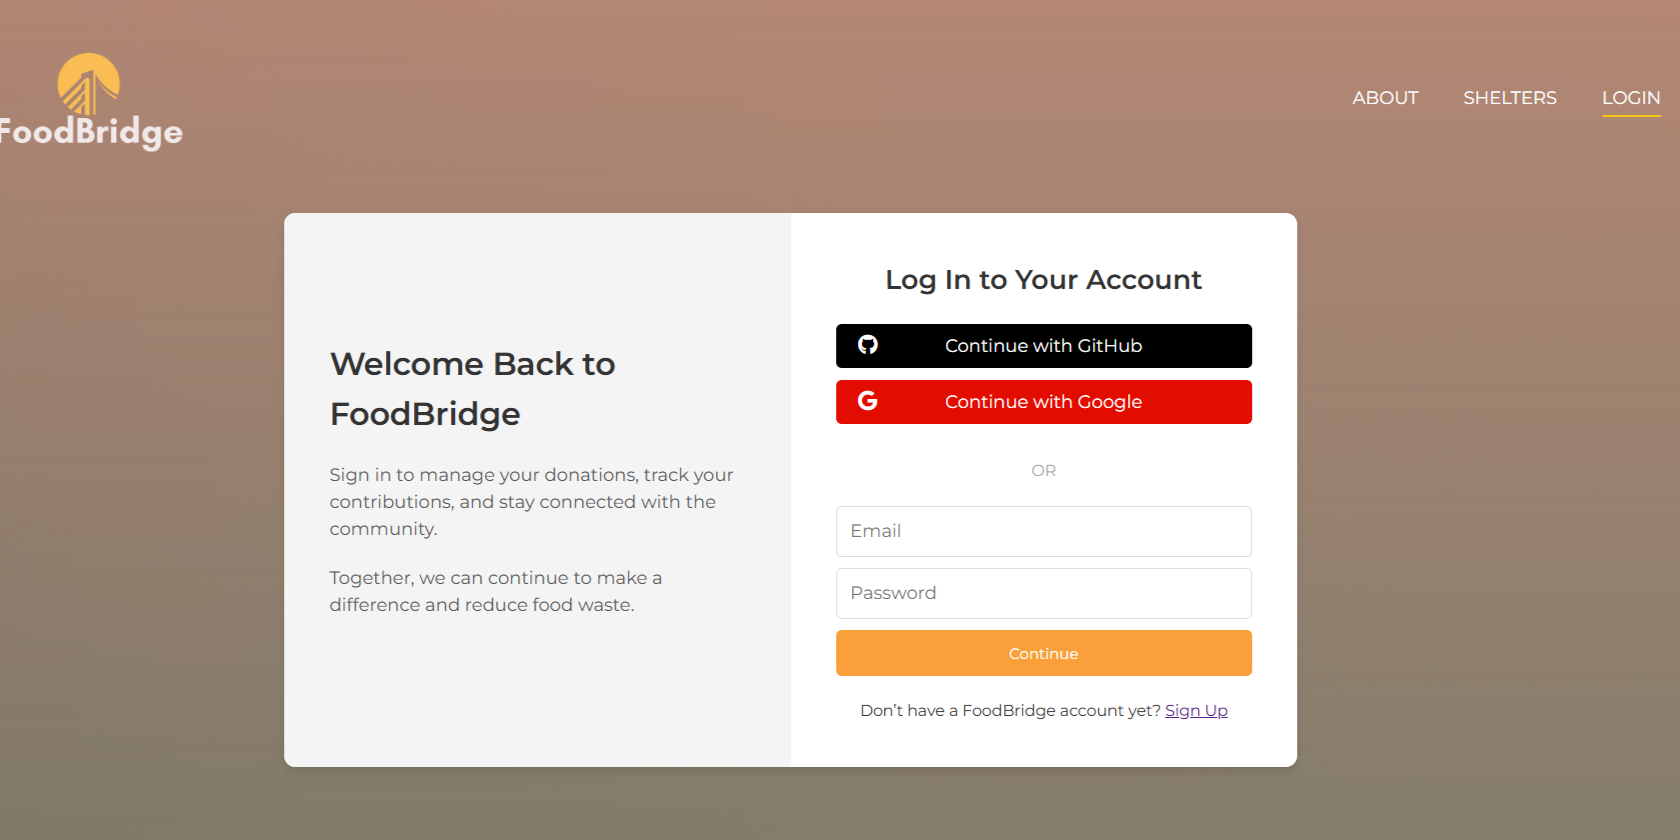 FoodBridge
ABOUT
SHELTERS
LOGIN
Welcome Back to
FoodBridge
Sign in to manage your donations, track your
contributions, and stay connected with the
community.
Together, we can continue to make a
difference and reduce food waste.
Log In to Your Account
Continue with GitHub
Continue with Google
OR
Email
Password
Continue
Don’t have a FoodBridge account yet? Sign Up